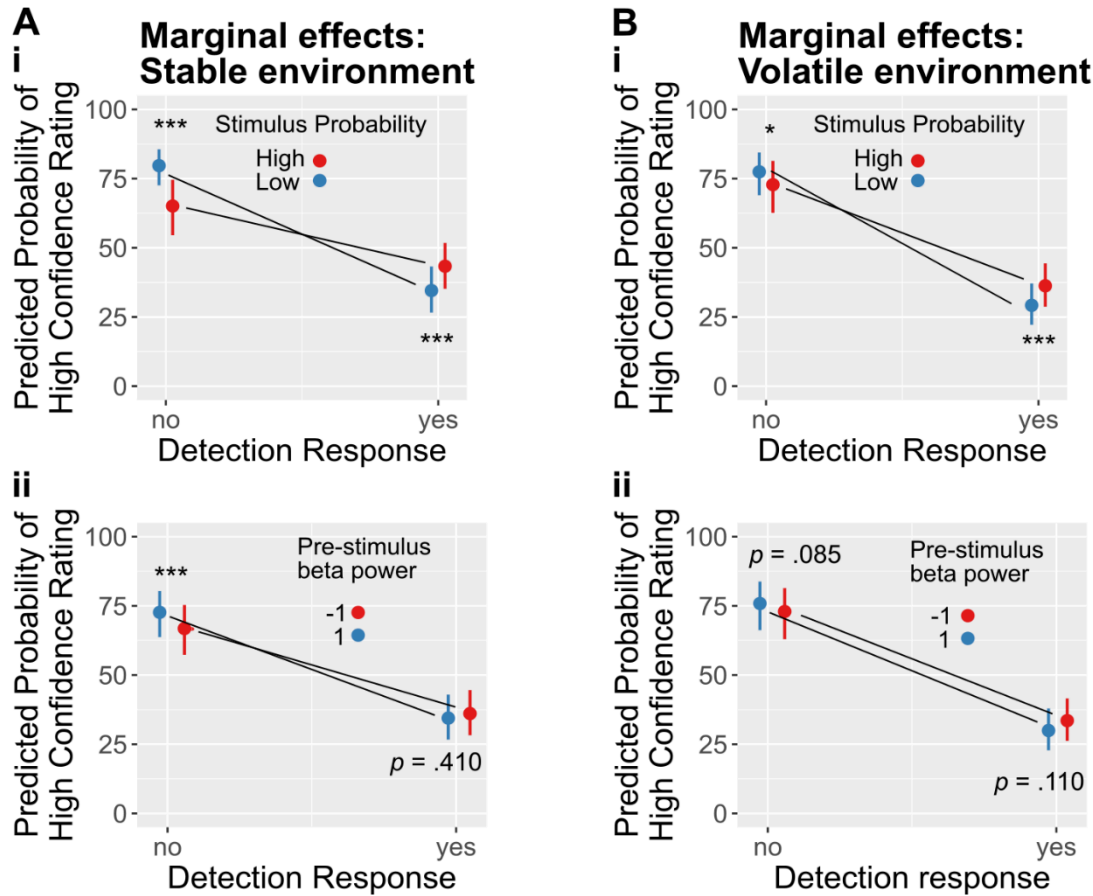 A
Marginal effects:
Stable environment
i
Predicted Probability of
High Confidence Rating
100
75
50
25
0
***
Stimulus Probability
High
Low
***
no
yes
Detection Response
B
Marginal effects:
Volatile environment
i
Predicted Probability of
High Confidence Rating
100
75
50
25
0
*
Stimulus Probability
High
Low
***
no
yes
Detection Response
ii
Predicted Probability of
High Confidence Rating
100
75
50
25
0
***
Pre-stimulus
beta power
-1
1
p = .410
no
yes
Detection Response
ii
Predicted Probability of
High Confidence Rating
100
75
50
25
0
p = .085
Pre-stimulus
beta power
-1
1
p = .110
no
yes
Detection response